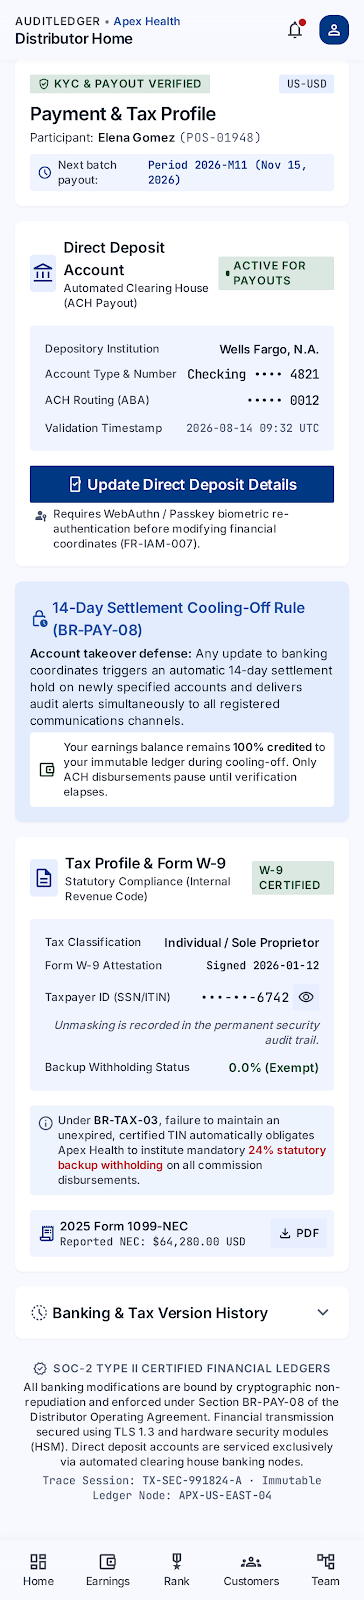 AUDITLEDGER • Apex Health
Distributor Home
KYC & PAYOUT VERIFIED
US-USD
Payment & Tax Profile
Participant: Elena Gomez (POS-01948)
Next batch payout:
Period 2026-M11 (Nov 15, 2026)
Direct Deposit
Account
Automated Clearing House
(ACH Payout)
ACTIVE FOR
PAYOUTS
Depository Institution Wells Fargo, N.A.
Account Type & Number Checking •••• 4821
ACH Routing (ABA) ••••• 0012
Validation Timestamp 2026-08-14 09:32 UTC
Update Direct Deposit Details
Requires WebAuthn / Passkey biometric re-
authentication before modifying financial
coordinates (FR-IAM-007).
14-Day Settlement Cooling-Off Rule
(BR-PAY-08)
Account takeover defense: Any update to banking
coordinates triggers an automatic 14-day settlement
hold on newly specified accounts and delivers
audit alerts simultaneously to all registered
communications channels.
Your earnings balance remains 100% credited to
your immutable ledger during cooling-off. Only
ACH disbursements pause until verification
elapses.
Tax Profile & Form W-9
Statutory Compliance (Internal
Revenue Code)
W-9
CERTIFIED
Tax Classification Individual / Sole Proprietor
Form W-9 Attestation Signed 2026-01-12
Taxpayer ID (SSN/ITIN) •••-••-6742
Unmasking is recorded in the permanent security
audit trail.
Backup Withholding Status 0.0% (Exempt)
Under BR-TAX-03, failure to maintain an
unexpired, certified TIN automatically obligates
Apex Health to institute mandatory 24% statutory
backup withholding on all commission
disbursements.
2025 Form 1099-NEC
Reported NEC: $64,280.00 USD
PDF
Banking & Tax Version History
SOC-2 TYPE II CERTIFIED FINANCIAL LEDGERS
All banking modifications are bound by cryptographic non-
repudiation and enforced under Section BR-PAY-08 of the
Distributor Operating Agreement. Financial transmission
secured using TLS 1.3 and hardware security modules
(HSM). Direct deposit accounts are serviced exclusively
via automated clearing house banking nodes.
Trace Session: TX-SEC-991824-A · Immutable
Ledger Node: APX-US-EAST-04
Home Earnings Rank Customers Team